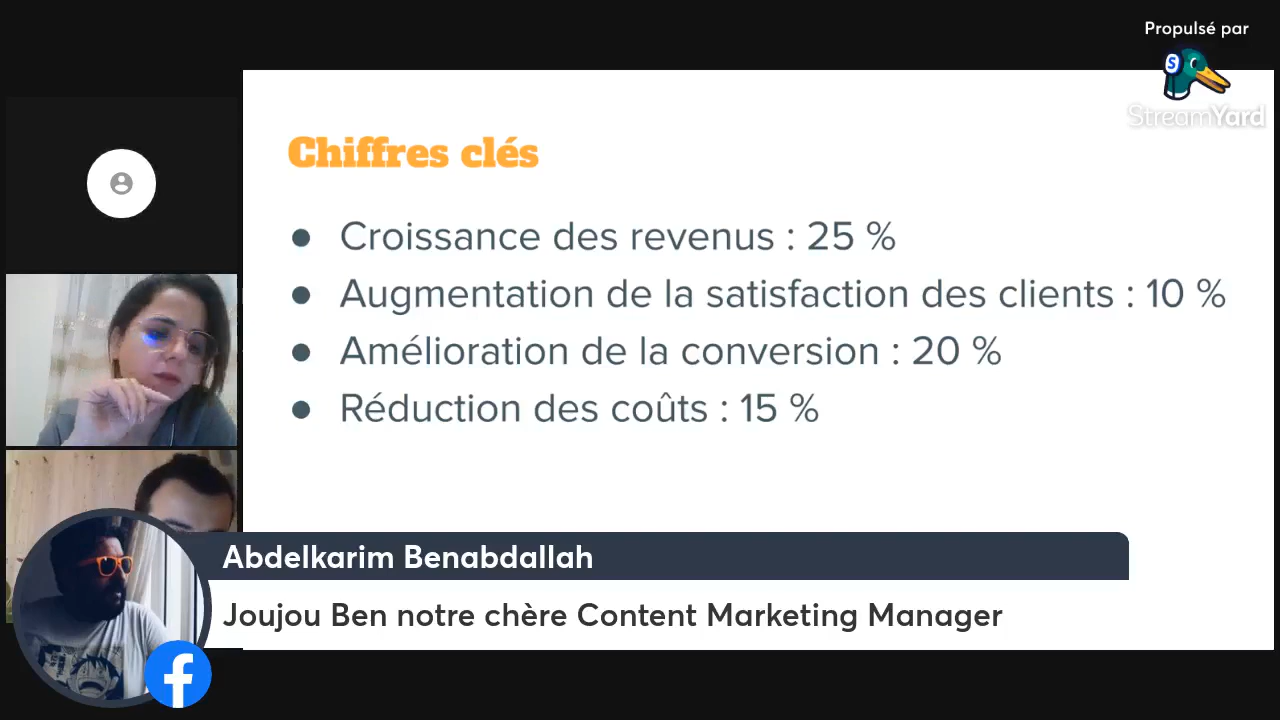 Propulsé par
StreamYard
Chiffres clés
● Croissance des revenus : 25 %
● Augmentation de la satisfaction des clients : 10 %
● Amélioration de la conversion : 20 %
● Réduction des coûts : 15 %
Abdelkarim Benabdallah
Joujou Ben notre chère Content Marketing Manager